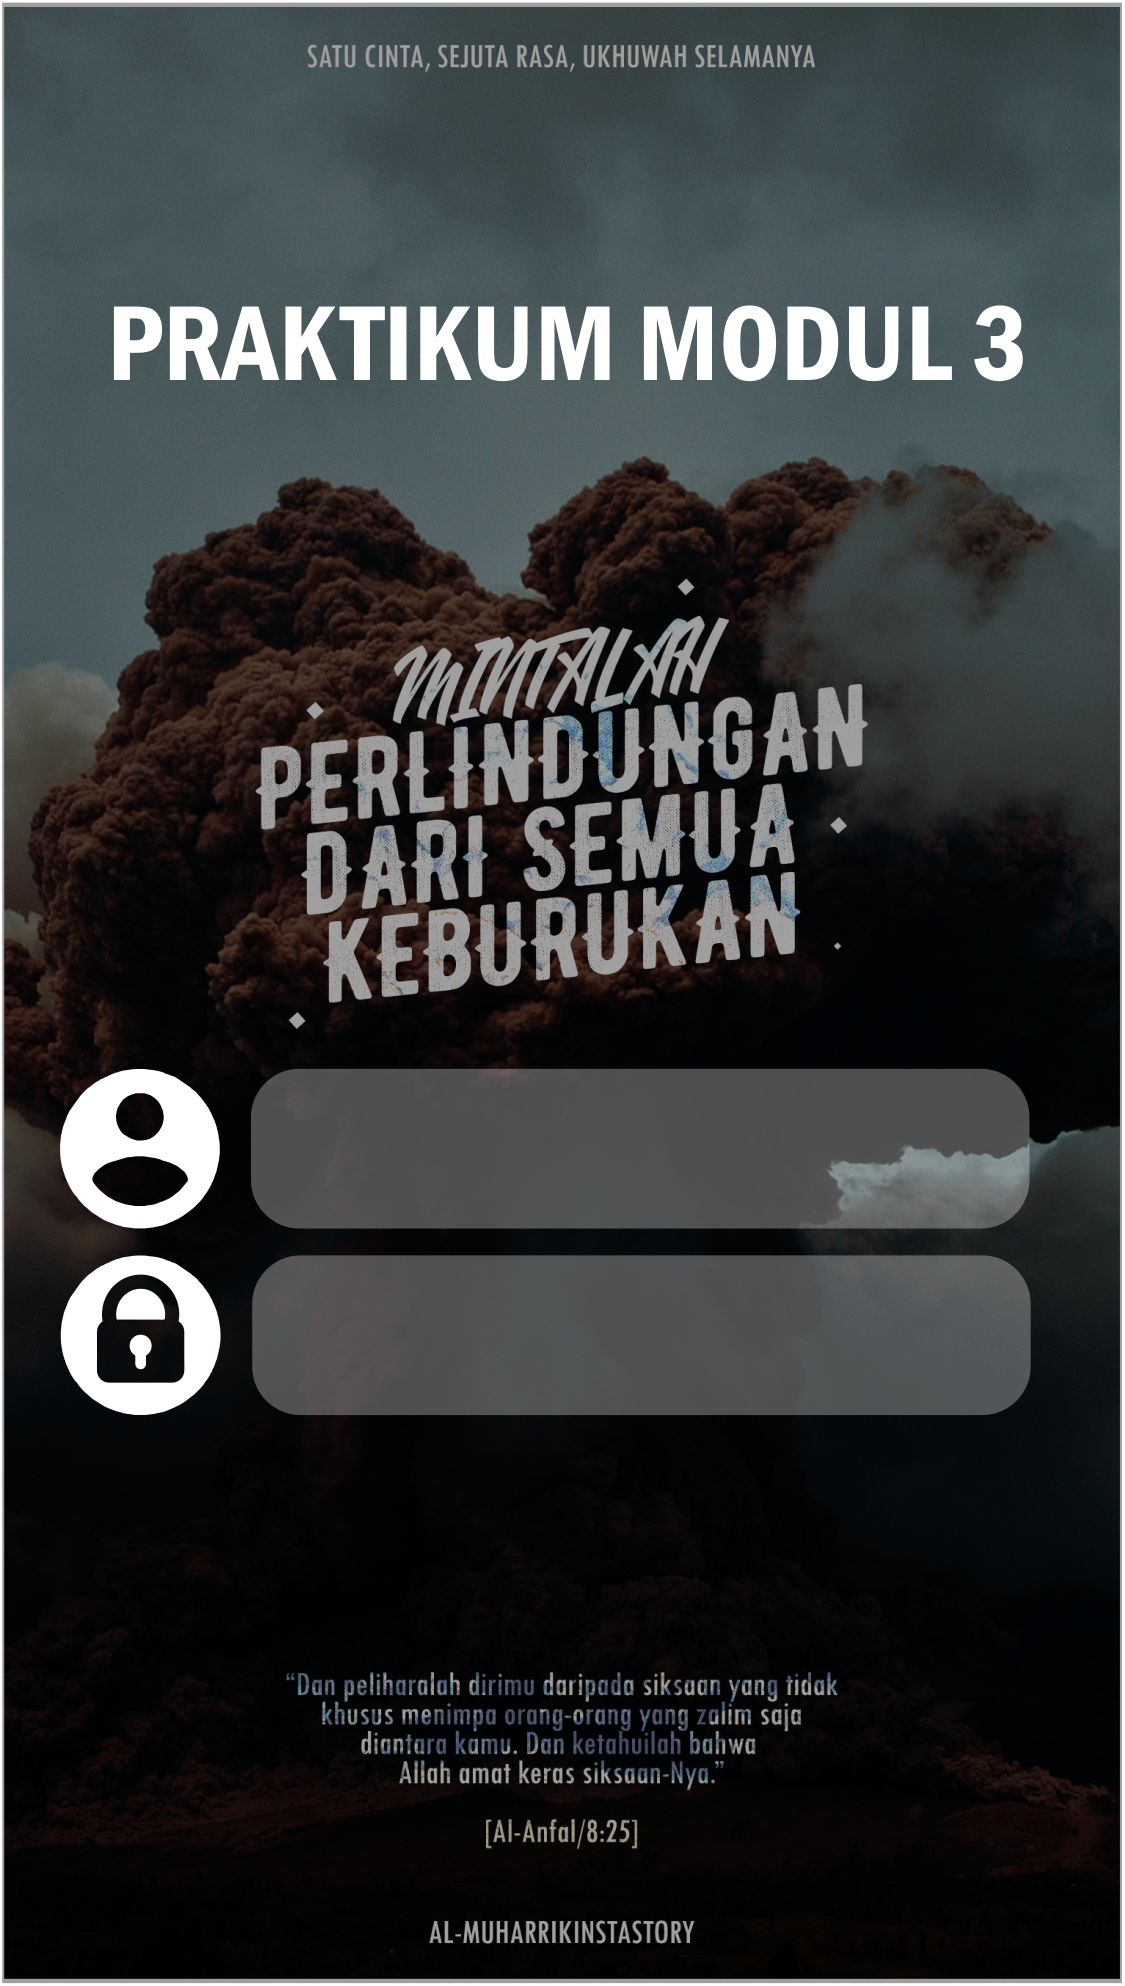 SATU CINTA, SEJUTA RASA, UKHUWAH SELAMANYA
PRAKTIKUM MODUL 3
MINTALAH
PERLINDUNGAN
DARI SEMUA
KEBURUKAN
“Dan peliharalah dirimu daripada siksaan yang tidak
khusus menimpa orang-orang yang zalim saja
diantara kamu. Dan ketahuilah bahwa
Allah amat keras siksaan-Nya.”
[Al-Anfal/8:25]
AL-MUHARRIKINSTASTORY